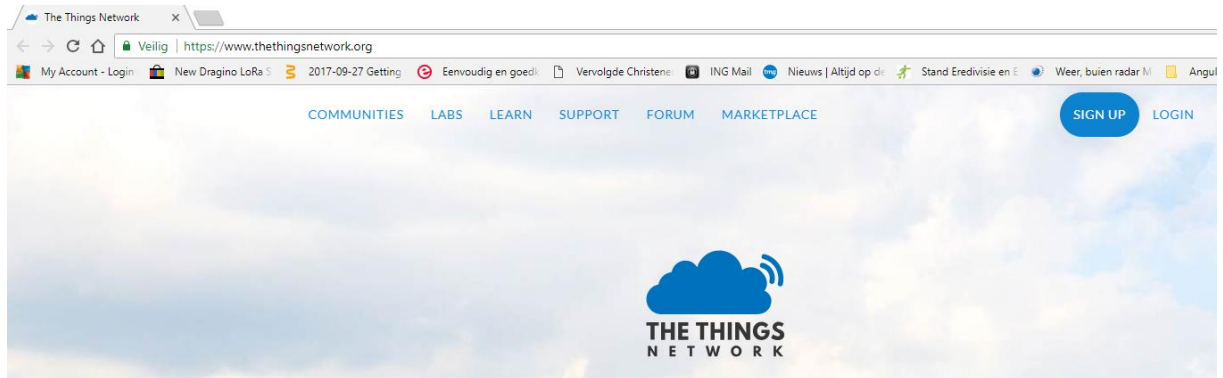 The Things Network
Veilig | https://www.thethingsnetwork.org
My Account - Login New Dragino LoRa S 2017-09-27 Getting Eenvoudig en goedk Vervolgde Christene ING Mail Nieuws | Altijd op de Stand Eredivisie en E Weer, buien radar M Angul
COMMUNITIES LABS LEARN SUPPORT FORUM MARKETPLACE SIGN UP LOGIN
THE THINGS
NETWORK